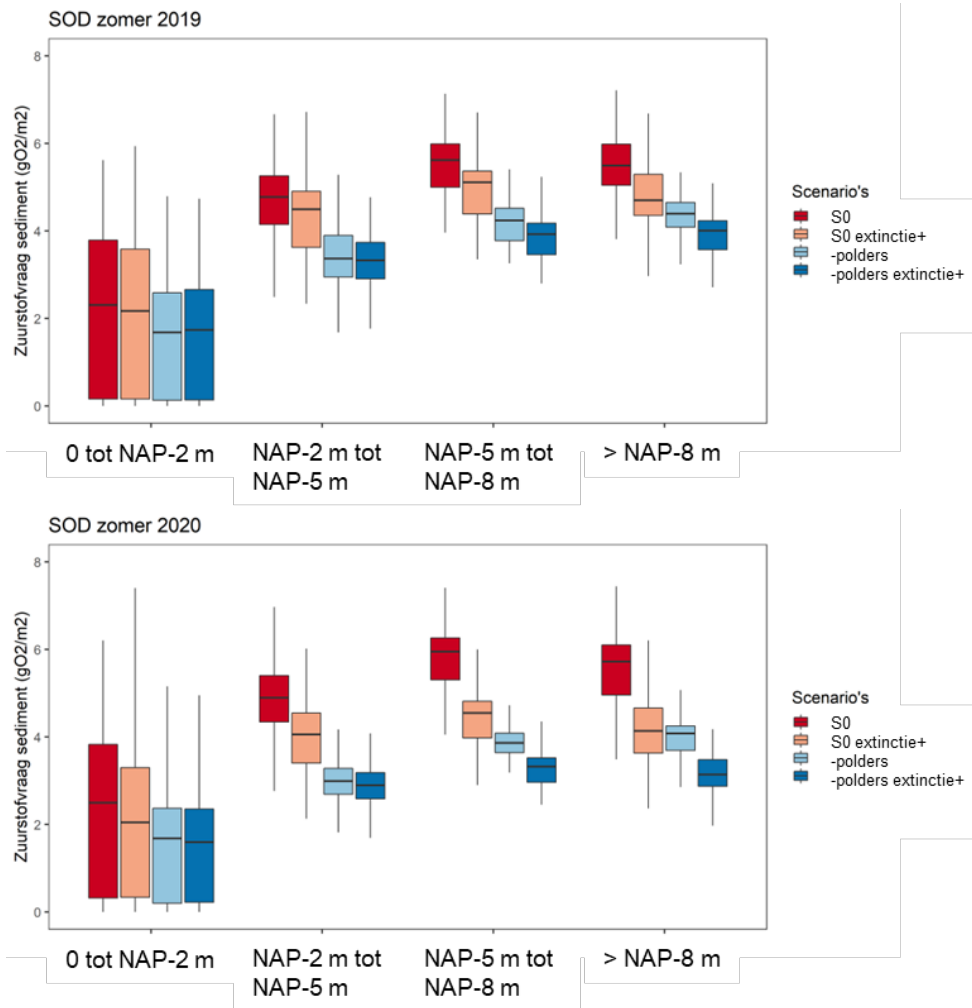 SOD zomer 2019
Zuurstofvraag sediment (gO2/m2)
8
6
4
2
0
0 tot NAP-2 m
NAP-2 m tot
NAP-5 m
NAP-5 m tot
NAP-8 m
> NAP-8 m
Scenario's
S0
S0 extinctie+
-polders
-polders extinctie+
SOD zomer 2020
Zuurstofvraag sediment (gO2/m2)
8
6
4
2
0
0 tot NAP-2 m
NAP-2 m tot
NAP-5 m
NAP-5 m tot
NAP-8 m
> NAP-8 m
Scenario's
S0
S0 extinctie+
-polders
-polders extinctie+